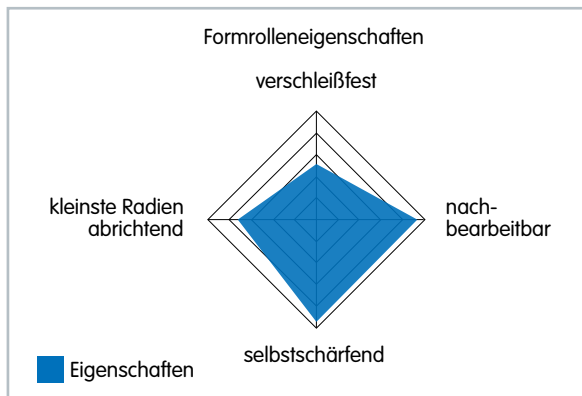 Formrolleneigenschaften
verschleißfest
kleinste Radien
abrichtend
nach-
bearbeitbar
selbstschärfend
Eigenschaften